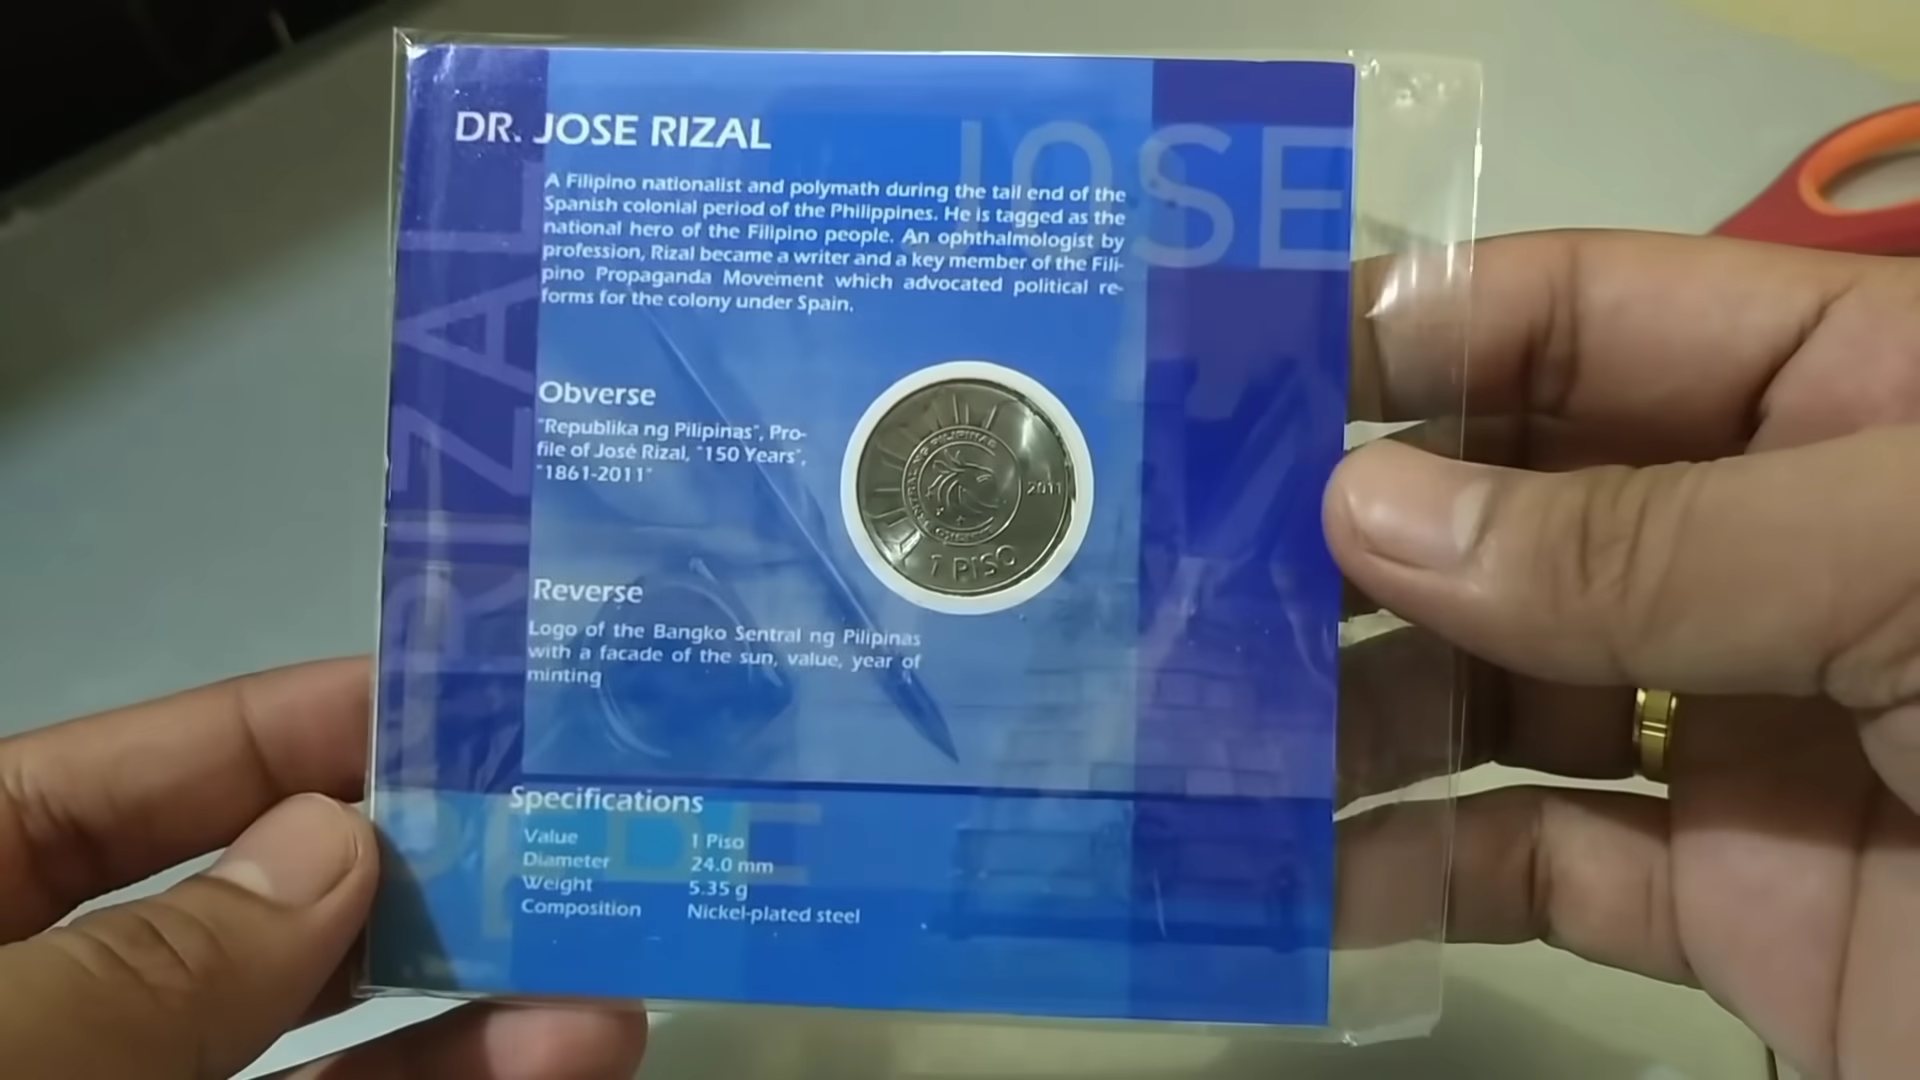 DR. JOSE RIZAL
JOSE
RIZAL
A Filipino nationalist and polymath during the tail end of the
Spanish colonial period of the Philippines. He is tagged as the
national hero of the Filipino people. An ophthalmologist by
profession, Rizal became a writer and a key member of the Fili-
pino Propaganda Movement which advocated political re-
forms for the colony under Spain.
Obverse
"Republika ng Pilipinas", Pro-
file of José Rizal, "150 Years",
"1861-2011"
2011
1 PISO
Reverse
Logo of the Bangko Sentral ng Pilipinas
with a facade of the sun, value, year of
minting
Specifications
Value 1 Piso
Diameter 24.0 mm
Weight 5.35 g
Composition Nickel-plated steel